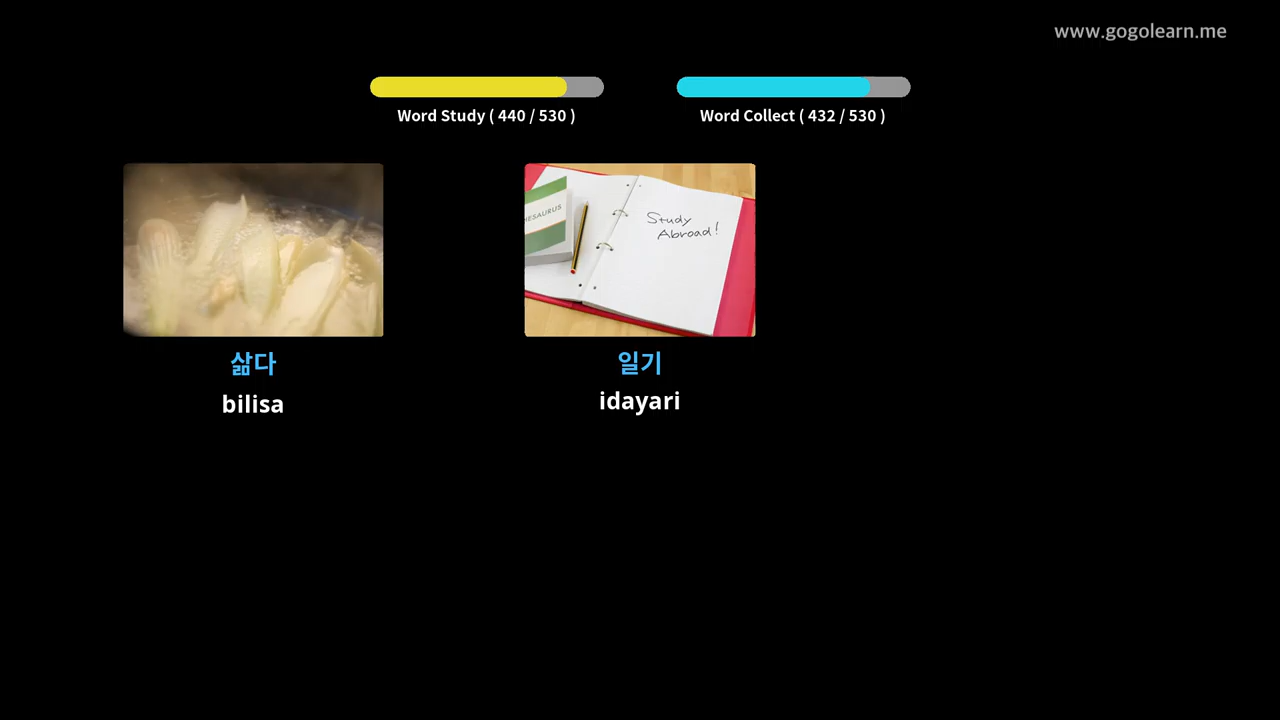 www.gogolearn.me
Word Study ( 440 / 530 )
Word Collect ( 432 / 530 )
HESAURUS
Study
Abroad!
삶다
bilisa
일기
idayari